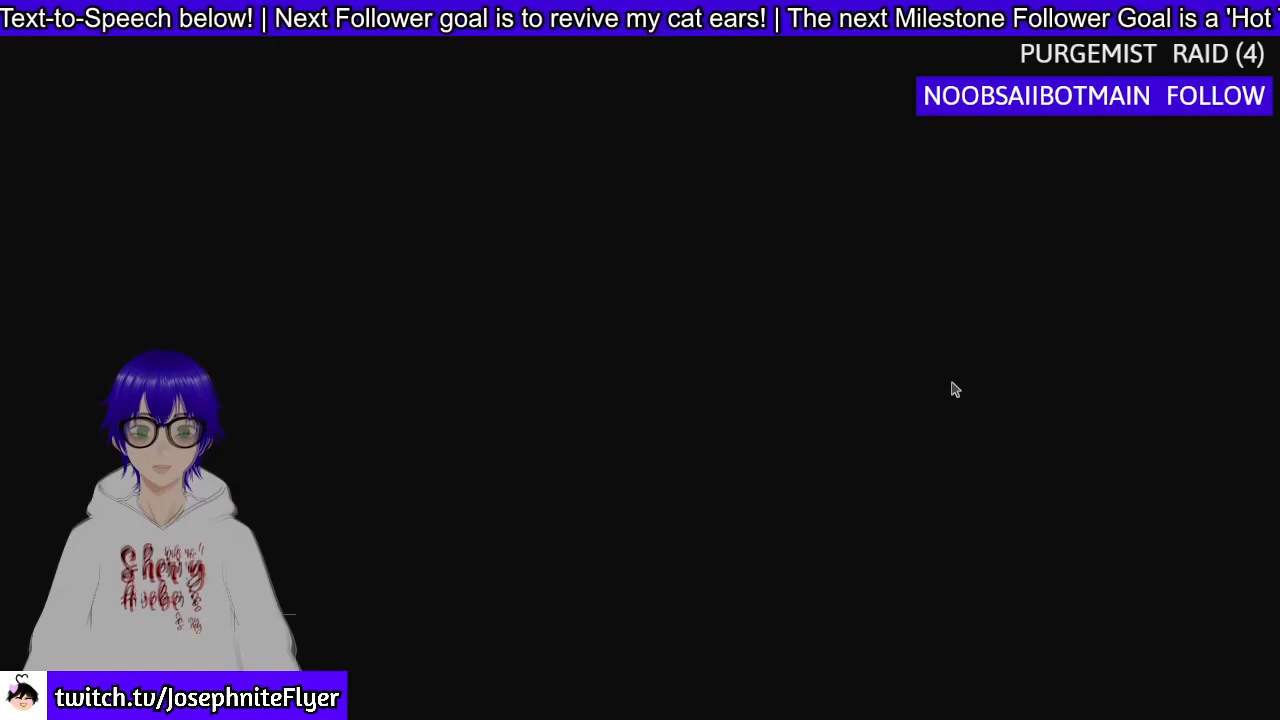 Text-to-Speech below! | Next Follower goal is to revive my cat ears! | The next Milestone Follower Goal is a 'Hot
PURGEMIST RAID (4)
NOOBSAIIBOTMAIN FOLLOW
twitch.tv/JosephniteFlyer